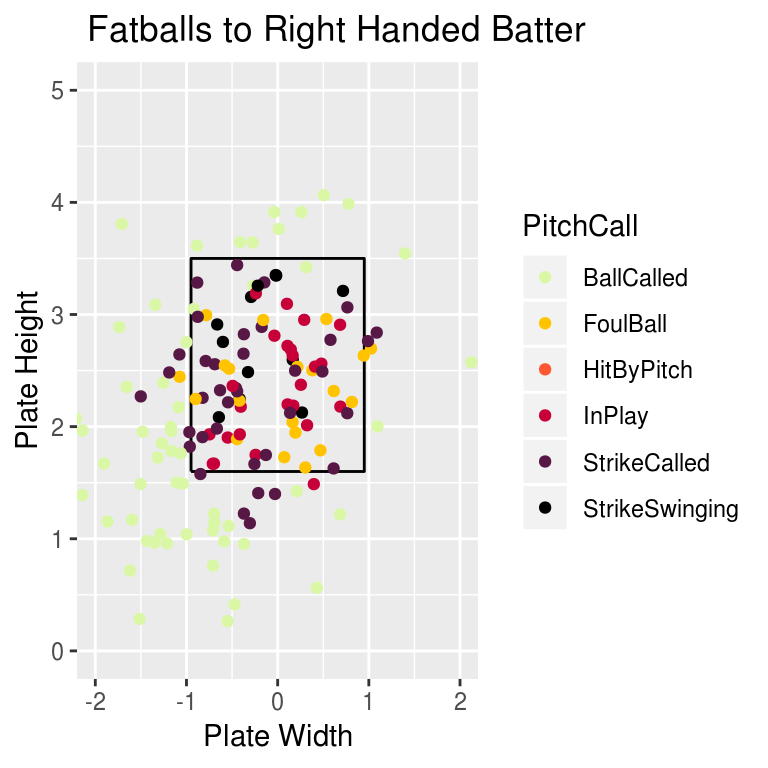 Fatballs to Right Handed Batter
5
4
3
2
1
0
Plate Height
-2 -1 0 1 2
Plate Width
PitchCall
BallCalled
FoulBall
HitByPitch
InPlay
StrikeCalled
StrikeSwinging